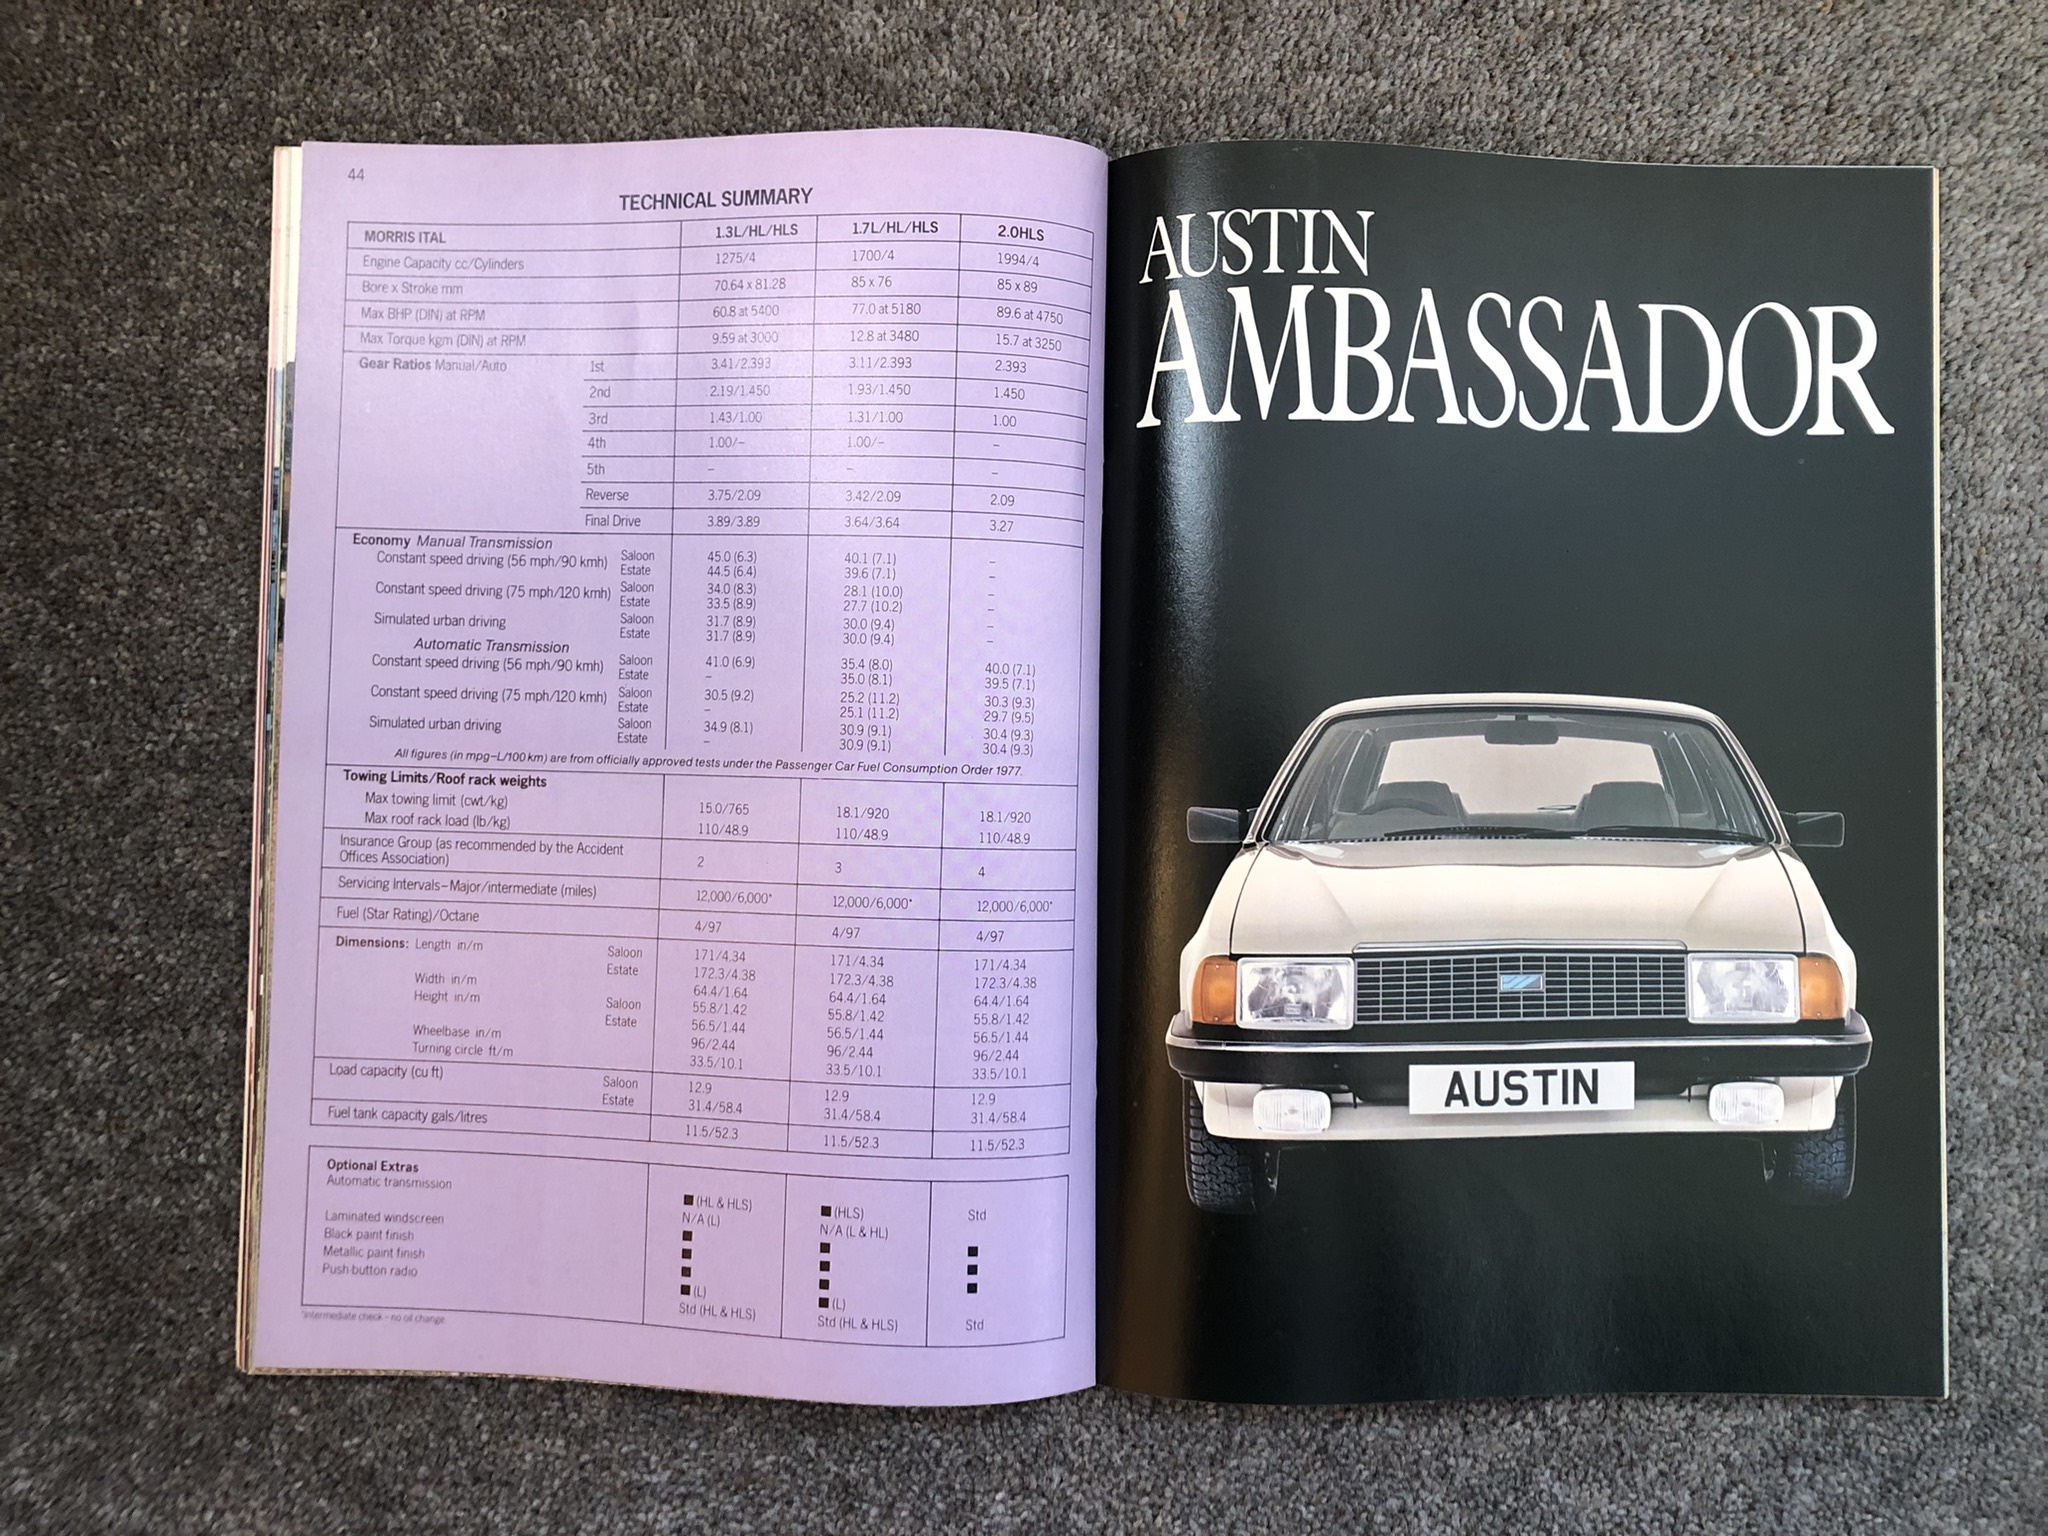 44
TECHNICAL SUMMARY
MORRIS ITAL 1.3L/HL/HLS 1.7L/HL/HLS 2.0HLS
Engine Capacity cc/Cylinders 1275/4 1700/4 1994/4
Bore x Stroke mm 70.64 x 81.28 85 x 76 85 x 89
Max BHP (DIN) at RPM 60.8 at 5400 77.0 at 5180 89.6 at 4750
Max Torque kgm (DIN) at RPM 9.59 at 3000 12.8 at 3480 15.7 at 3250
Gear Ratios Manual/Auto 1st 3.41/2.393 3.11/2.393 2.393
2nd 2.19/1.450 1.93/1.450 1.450
3rd 1.43/1.00 1.31/1.00 1.00
4th 1.00/– 1.00/– –
5th – – –
Reverse 3.75/2.09 3.42/2.09 2.09
Final Drive 3.89/3.89 3.64/3.64 3.27
Economy Manual Transmission
Constant speed driving (56 mph/90 kmh) Saloon 45.0 (6.3) 40.1 (7.1) –
Estate 44.5 (6.4) 39.6 (7.1) –
Constant speed driving (75 mph/120 kmh) Saloon 34.0 (8.3) 28.1 (10.0) –
Estate 33.5 (8.9) 27.7 (10.2) –
Simulated urban driving Saloon 31.7 (8.9) 30.0 (9.4)
Estate 31.7 (8.9) 30.0 (9.4) –
Automatic Transmission
Constant speed driving (56 mph/90 kmh) Saloon 41.0 (6.9) 35.4 (8.0) 40.0 (7.1)
Estate – 35.0 (8.1) 39.5 (7.1)
Constant speed driving (75 mph/120 kmh) Saloon 30.5 (9.2) 25.2 (11.2) 30.3 (9.3)
Estate – 25.1 (11.2) 29.7 (9.5)
Simulated urban driving Saloon 34.9 (8.1) 30.9 (9.1) 30.4 (9.3)
Estate – 30.9 (9.1) 30.4 (9.3)
All figures (in mpg–L/100 km) are from officially approved tests under the Passenger Car Fuel Consumption Order 1977.
Towing Limits/Roof rack weights
Max towing limit (cwt/kg) 15.0/765 18.1/920 18.1/920
Max roof rack load (lb/kg) 110/48.9 110/48.9 110/48.9
Insurance Group (as recommended by the Accident
Offices Association) 2 3 4
Servicing Intervals–Major/intermediate (miles) 12,000/6,000* 12,000/6,000* 12,000/6,000*
Fuel (Star Rating)/Octane 4/97 4/97 4/97
Dimensions: Length in/m Saloon 171/4.34 171/4.34 171/4.34
Estate 172.3/4.38 172.3/4.38 172.3/4.38
Width in/m 64.4/1.64 64.4/1.64 64.4/1.64
Height in/m Saloon 55.8/1.42 55.8/1.42 55.8/1.42
Estate 56.5/1.44 56.5/1.44 56.5/1.44
Wheelbase in/m 96/2.44 96/2.44 96/2.44
Turning circle ft/m 33.5/10.1 33.5/10.1 33.5/10.1
Load capacity (cu ft) Saloon 12.9 12.9 12.9
Estate 31.4/58.4 31.4/58.4 31.4/58.4
Fuel tank capacity gals/litres 11.5/52.3 11.5/52.3 11.5/52.3
Optional Extras
Automatic transmission ■ (HL & HLS) ■ (HLS) Std
N/A (L) N/A (L & HL)
Laminated windscreen ■ ■ ■
Black paint finish ■ ■ ■
Metallic paint finish ■ ■ ■
Push button radio ■ (L) ■ (L)
Std (HL & HLS) Std (HL & HLS) Std
*Intermediate check – no oil change
AUSTIN
AMBASSADOR
AUSTIN